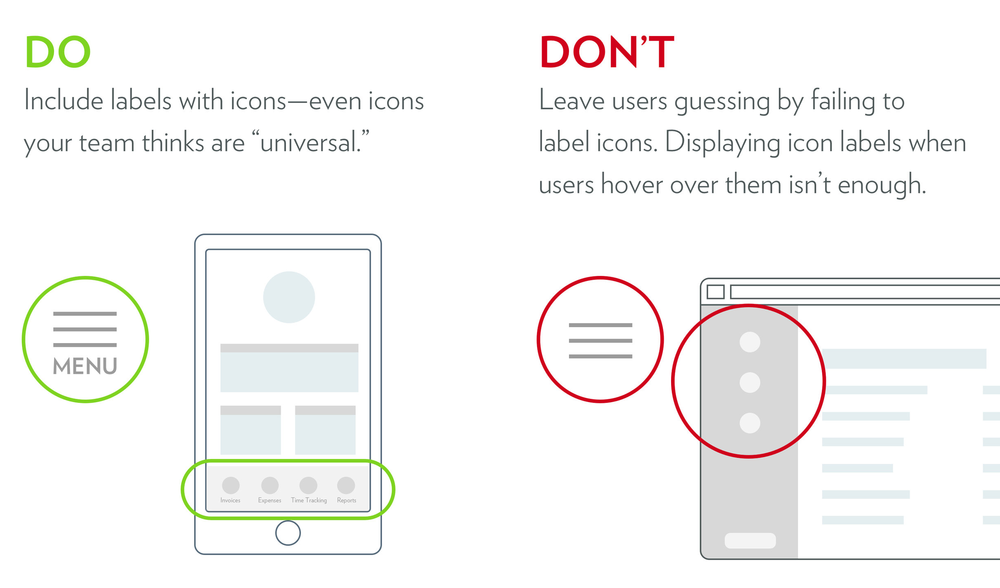 DO
Include labels with icons—even icons
your team thinks are “universal.”
MENU
Invoices
Expenses
Time Tracking
Reports
DON’T
Leave users guessing by failing to
label icons. Displaying icon labels when
users hover over them isn’t enough.